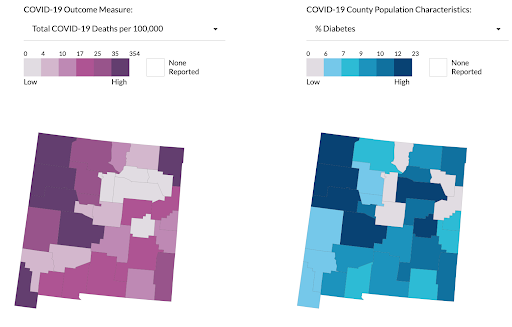 COVID-19 Outcome Measure:
Total COVID-19 Deaths per 100,000
0 4 10 17 25 35 354
Low High
None
Reported
COVID-19 County Population Characteristics:
% Diabetes
0 6 7 9 10 12 23
Low High
None
Reported